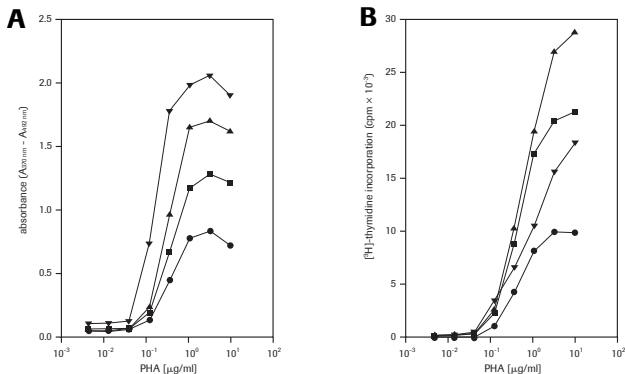 A
2.5
2.0
1.5
1.0
0.5
0.0
absorbance (A370 nm – A492 nm)
10⁻³ 10⁻² 10⁻¹ 10⁰ 10¹ 10²
PHA [μg/ml]
B
30
25
20
15
10
5
0
[³H]-thymidine incorporation (cpm × 10⁻³)
10⁻³ 10⁻² 10⁻¹ 10⁰ 10¹ 10²
PHA [μg/ml]